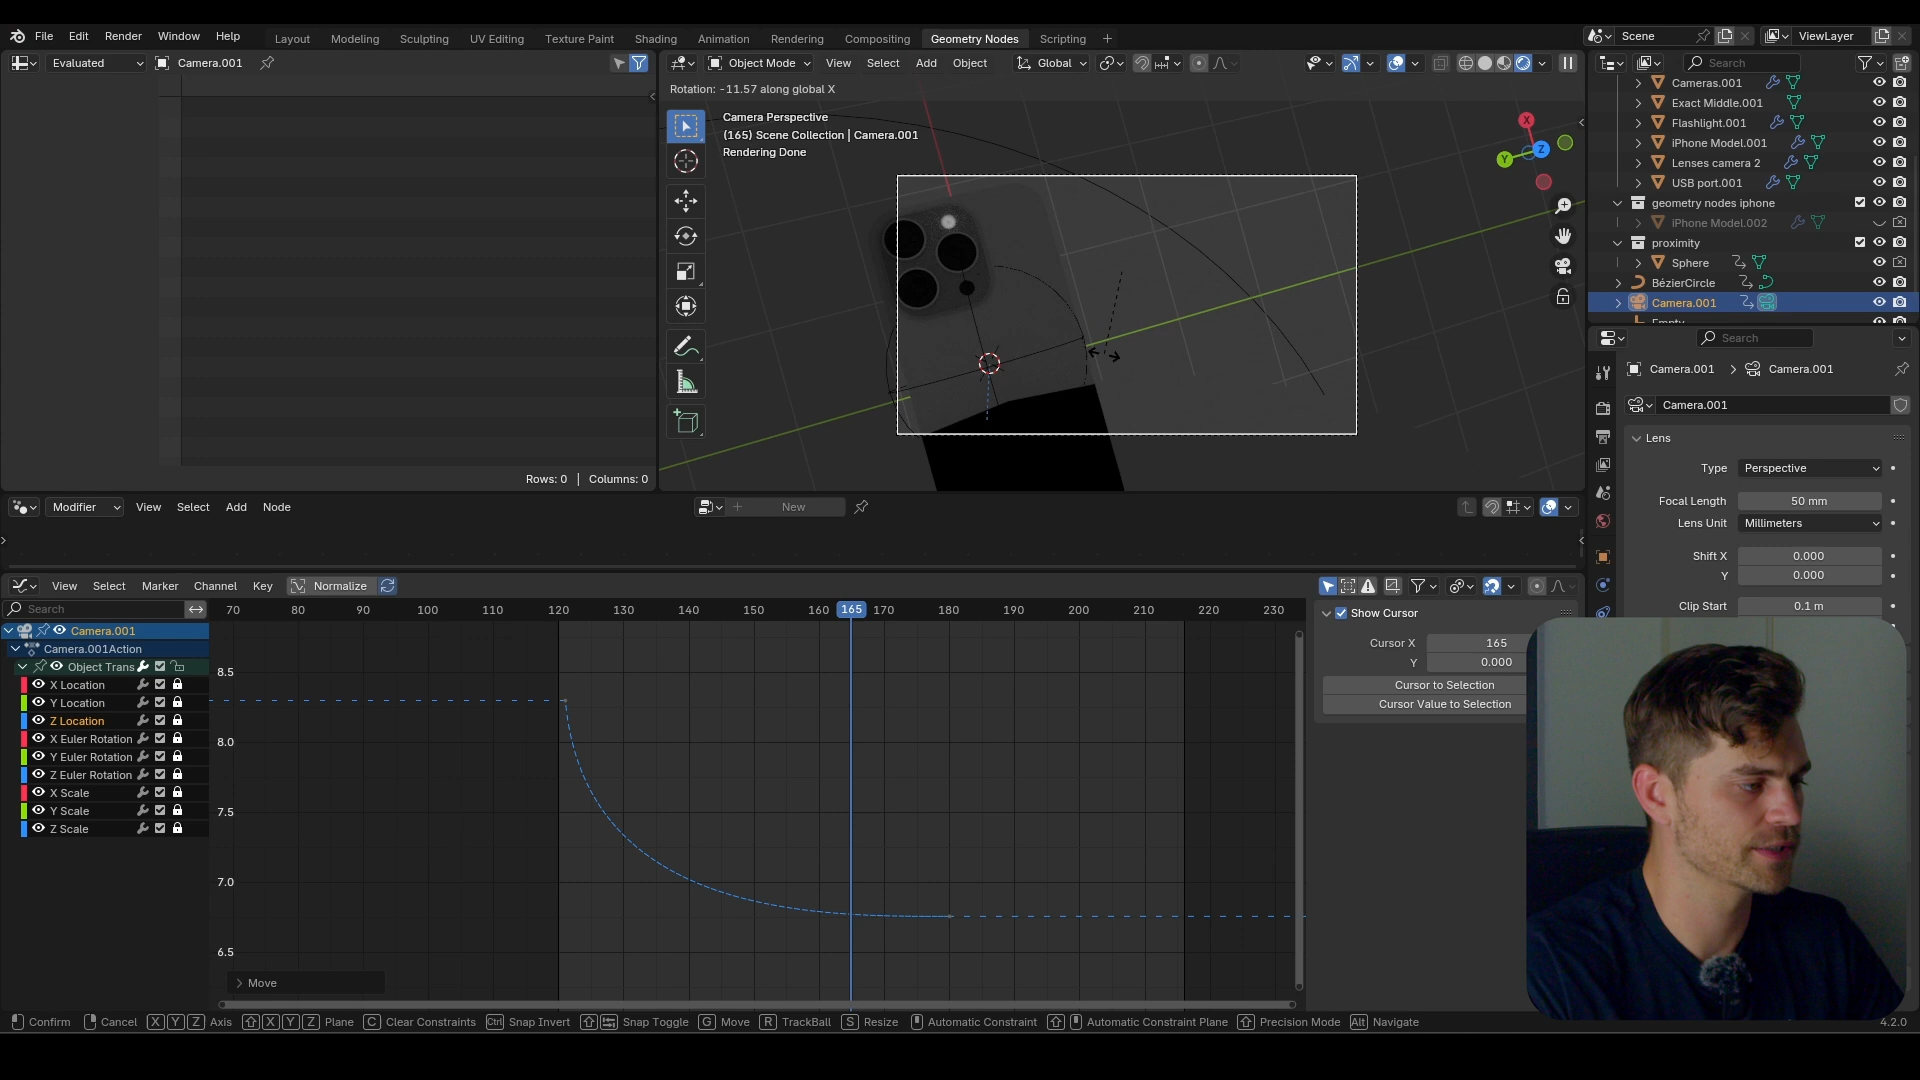 File Edit Render Window Help Layout Modeling Sculpting UV Editing Texture Paint Shading Animation Rendering Compositing Geometry Nodes Scripting + Scene ViewLayer
Evaluated Camera.001
Object Mode View Select Add Object Global
Search
Rotation: -11.57 along global X
Camera Perspective
(165) Scene Collection | Camera.001
Rendering Done
X
Y
Z
Cameras.001
Exact Middle.001
Flashlight.001
iPhone Model.001
Lenses camera 2
USB port.001
geometry nodes iphone
iPhone Model.002
proximity
Sphere
BézierCircle
Camera.001
Empty
Search
Camera.001 > Camera.001
Camera.001
Lens
Type Perspective
Focal Length 50 mm
Lens Unit Millimeters
Shift X 0.000
Y 0.000
Clip Start 0.1 m
Rows: 0 | Columns: 0
Modifier View Select Add Node + New
View Select Marker Channel Key Normalize
Search
70 80 90 100 110 120 130 140 150 160 165 170 180 190 200 210 220 230
Camera.001
Camera.001Action
Object Trans
X Location
Y Location
Z Location
X Euler Rotation
Y Euler Rotation
Z Euler Rotation
X Scale
Y Scale
Z Scale
8.5
8.0
7.5
7.0
6.5
> Move
Show Cursor
Cursor X 165
Y 0.000
Cursor to Selection
Cursor Value to Selection
Confirm Cancel X Y Z Axis X Y Z Plane C Clear Constraints Ctrl Snap Invert Snap Toggle G Move R TrackBall S Resize Automatic Constraint Automatic Constraint Plane Precision Mode Alt Navigate 4.2.0